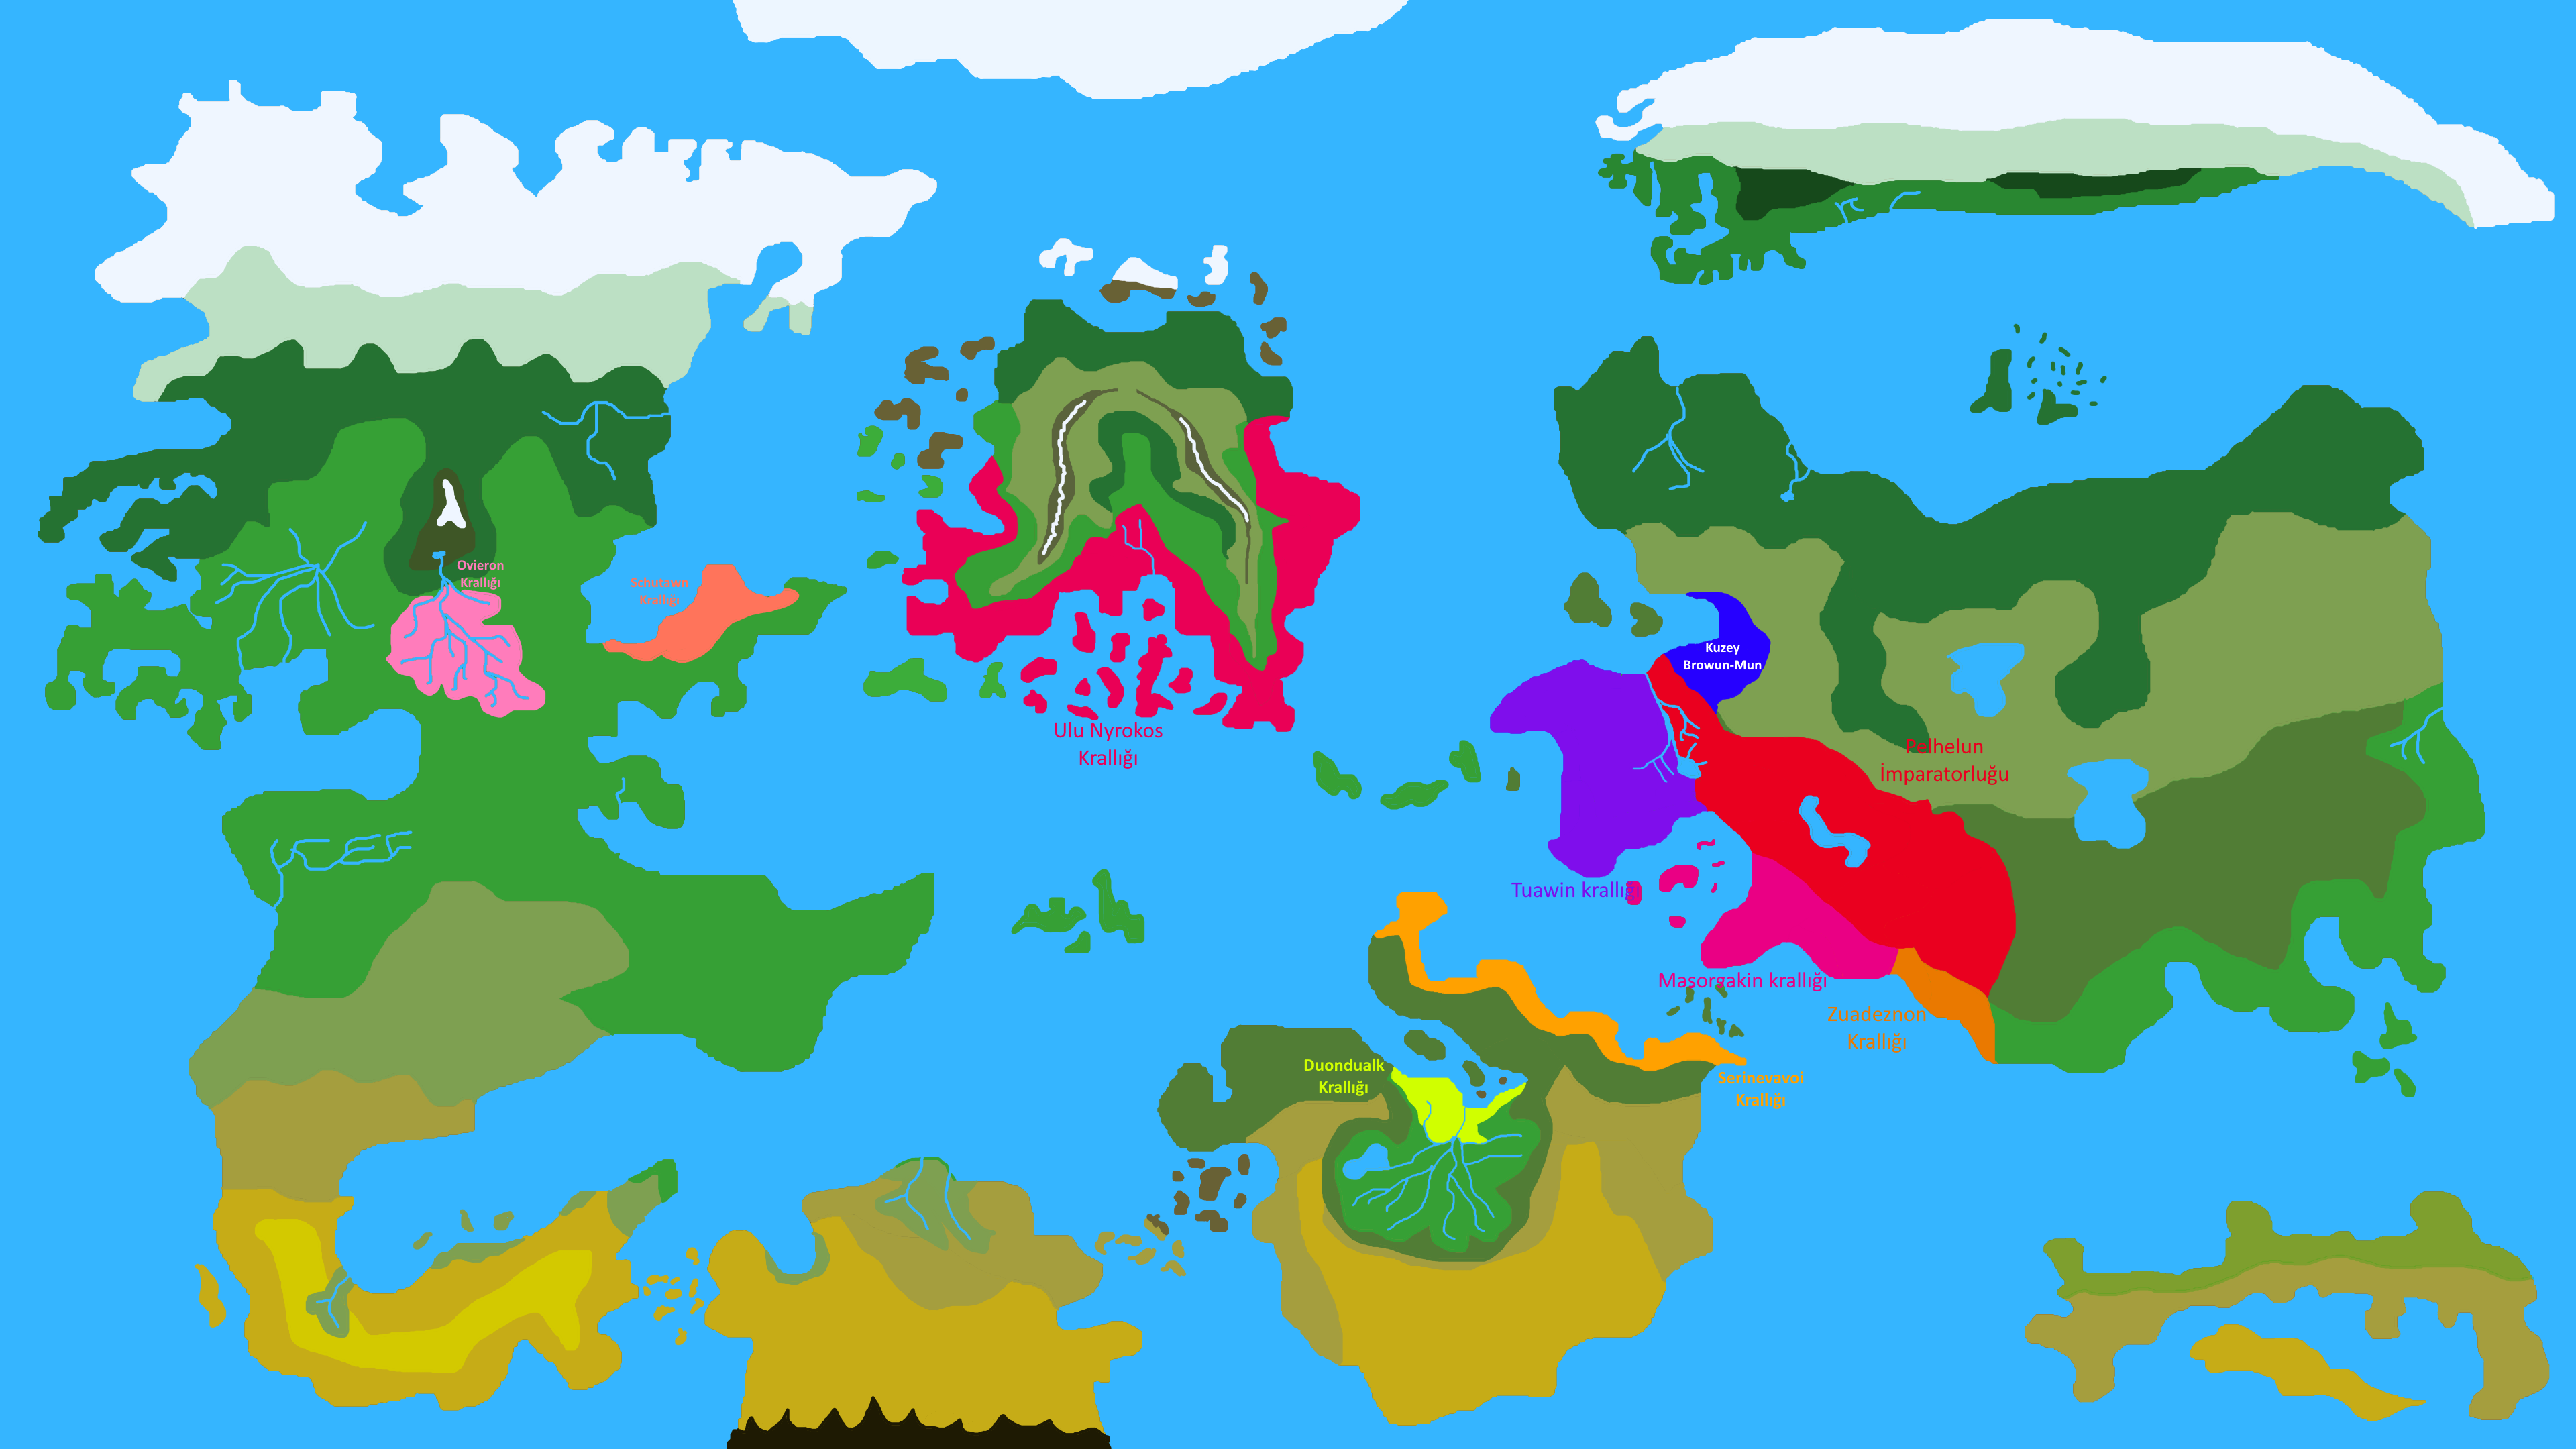 Ovieron
Krallığı
Schutawn
Krallığı
Ulu Nyrokos
Krallığı
Kuzey
Browun-Mun
Pelhelun
İmparatorluğu
Tuawin krallığı
Masorgakin krallığı
Zuadeznon
Krallığı
Duondualk
Krallığı
Serinevavoi
Krallığı